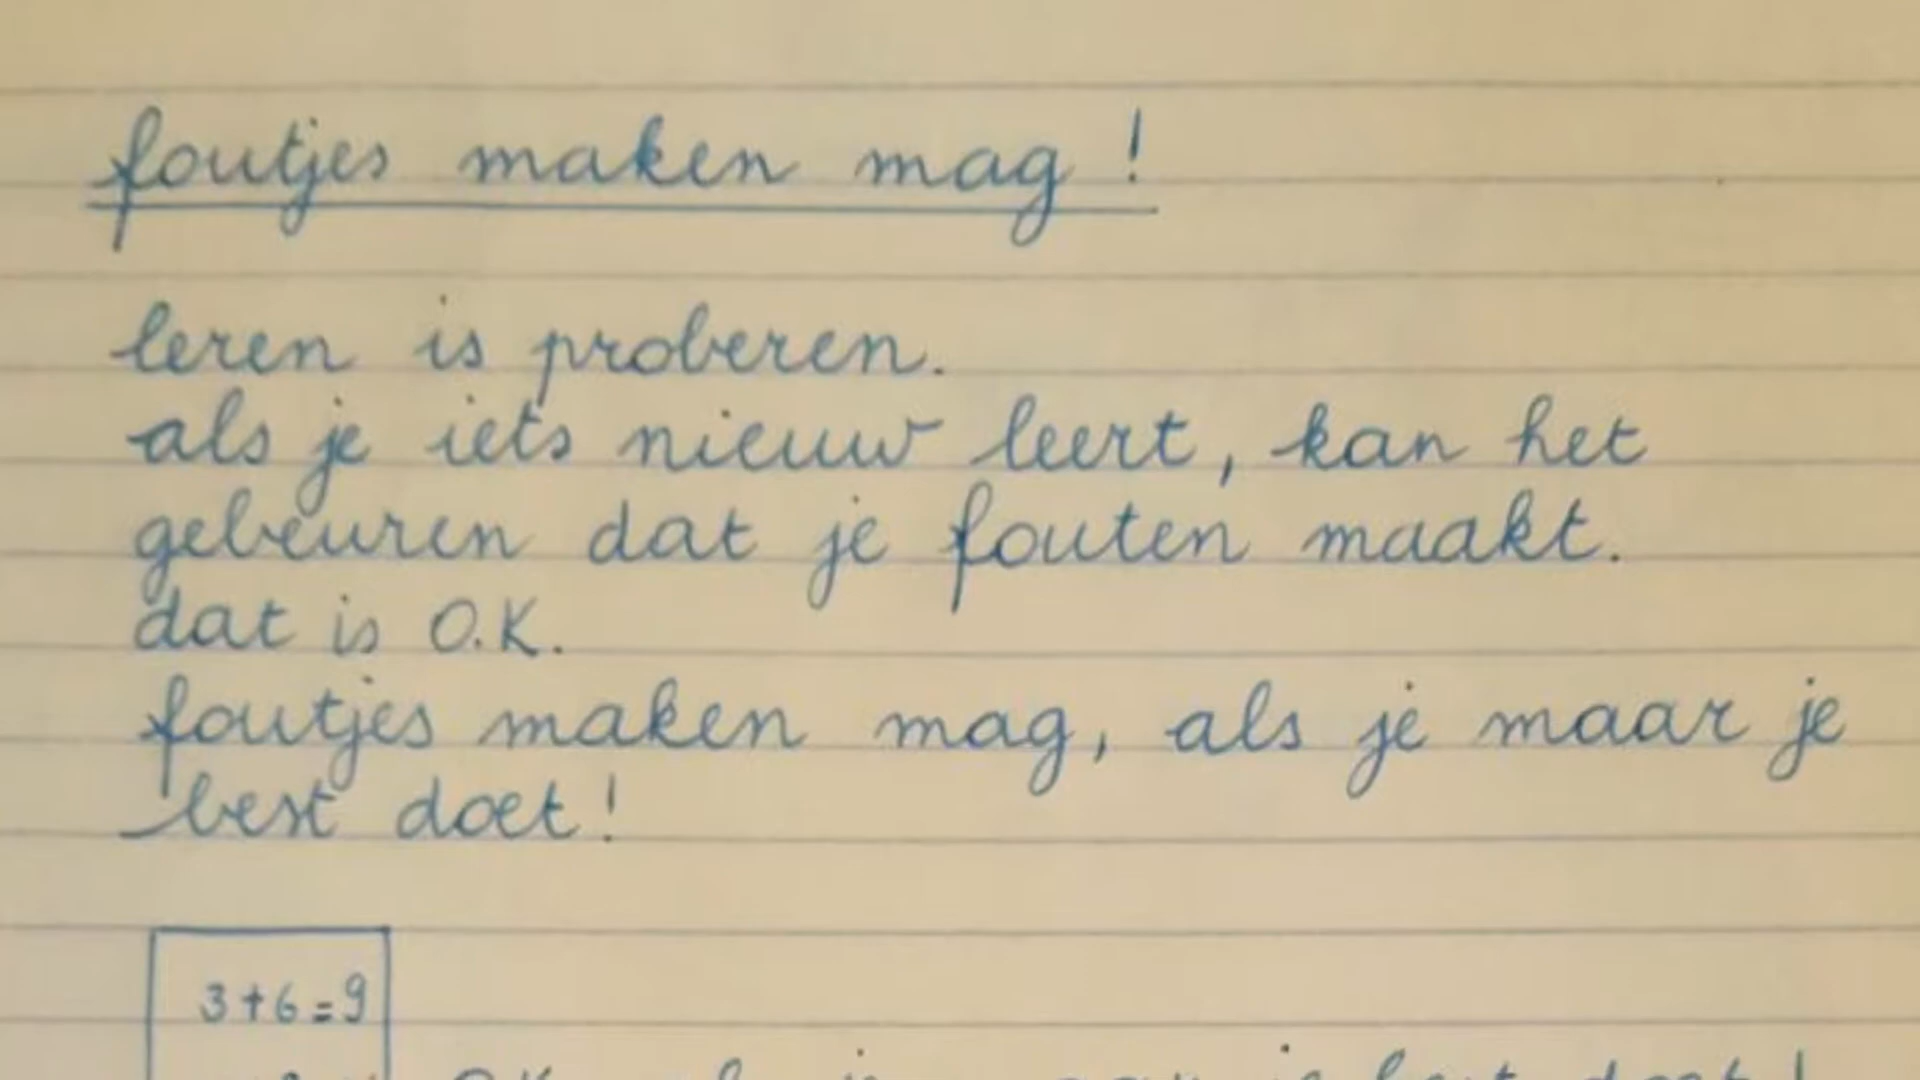 foutjes maken mag !
leren is proberen.
als je iets nieuw leert, kan het
gebeuren dat je fouten maakt.
dat is O.K.
foutjes maken mag, als je maar je
best doet!
3+6=9